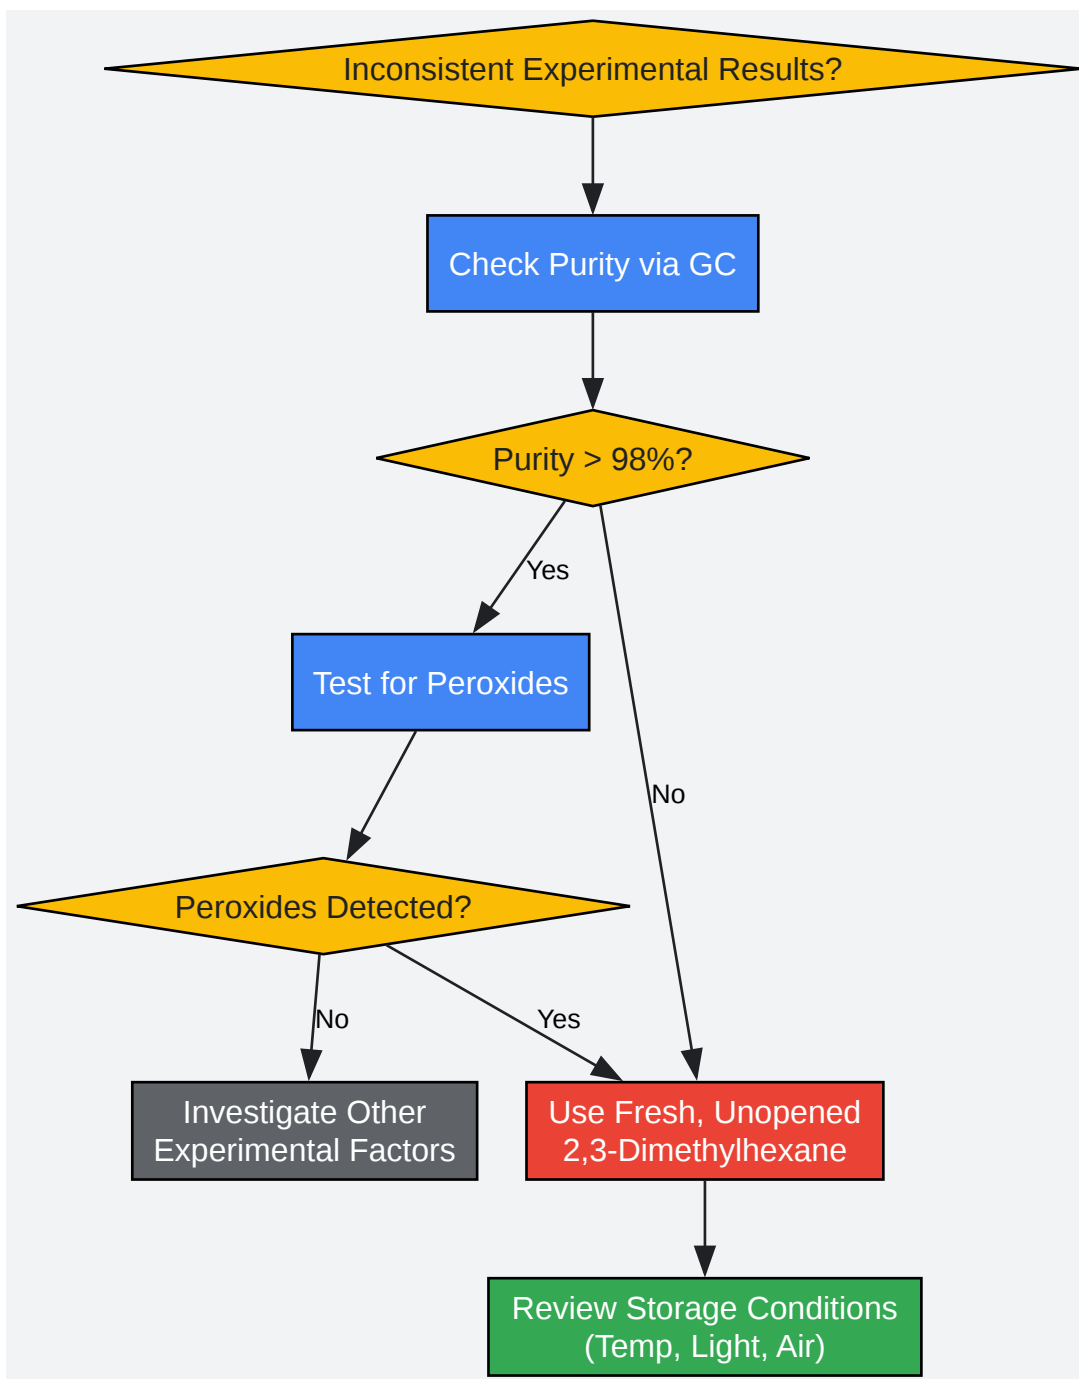 Inconsistent Experimental Results?
Check Purity via GC
Purity > 98%?
Yes
Test for Peroxides
No
Peroxides Detected?
No
Yes
Investigate Other
Experimental Factors
Use Fresh, Unopened
2,3-Dimethylhexane
Review Storage Conditions
(Temp, Light, Air)